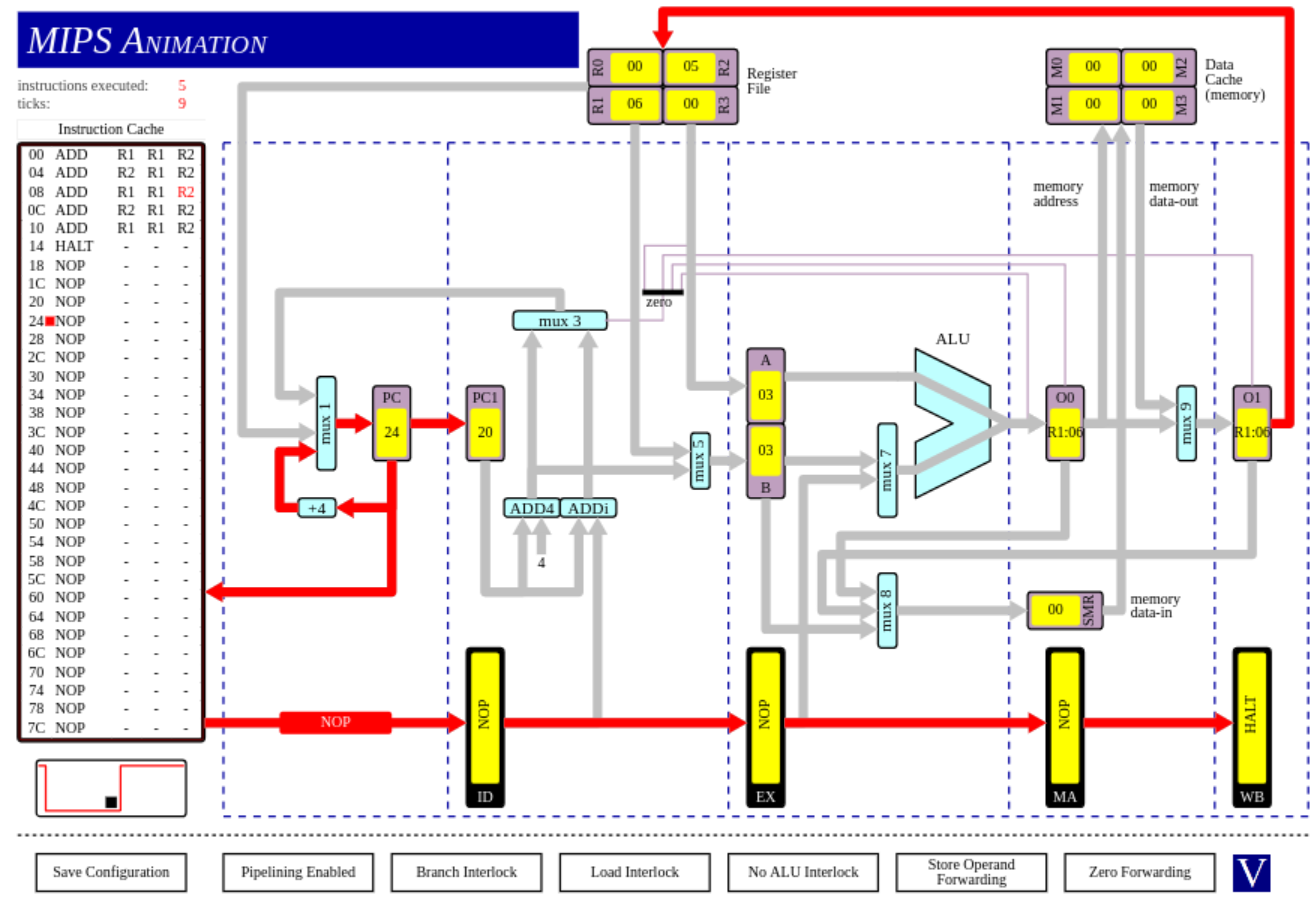 MIPS ANIMATION
instructions executed: 5
ticks: 9
Instruction Cache
00 ADD R1 R1 R2
04 ADD R2 R1 R2
08 ADD R1 R1 R2
0C ADD R2 R1 R2
10 ADD R1 R1 R2
14 HALT - - -
18 NOP - - -
1C NOP - - -
20 NOP - - -
24 NOP - - -
28 NOP - - -
2C NOP - - -
30 NOP - - -
34 NOP - - -
38 NOP - - -
3C NOP - - -
40 NOP - - -
44 NOP - - -
48 NOP - - -
4C NOP - - -
50 NOP - - -
54 NOP - - -
58 NOP - - -
5C NOP - - -
60 NOP - - -
64 NOP - - -
68 NOP - - -
6C NOP - - -
70 NOP - - -
74 NOP - - -
78 NOP - - -
7C NOP - - -
R0 00 05 R2
R1 06 00 R3
Register
File
M0 00 00 M2
M1 00 00 M3
Data
Cache
(memory)
memory
address
memory
data-out
zero
mux 3
ALU
mux 1
PC
24
PC1
20
A
03
03
B
mux 5
mux 7
O0
R1:06
mux 9
O1
R1:06
+4
ADD4
ADDi
4
mux 8
00 SMR
memory
data-in
NOP
NOP
ID
NOP
EX
NOP
MA
HALT
WB
Save Configuration
Pipelining Enabled
Branch Interlock
Load Interlock
No ALU Interlock
Store Operand
Forwarding
Zero Forwarding
V